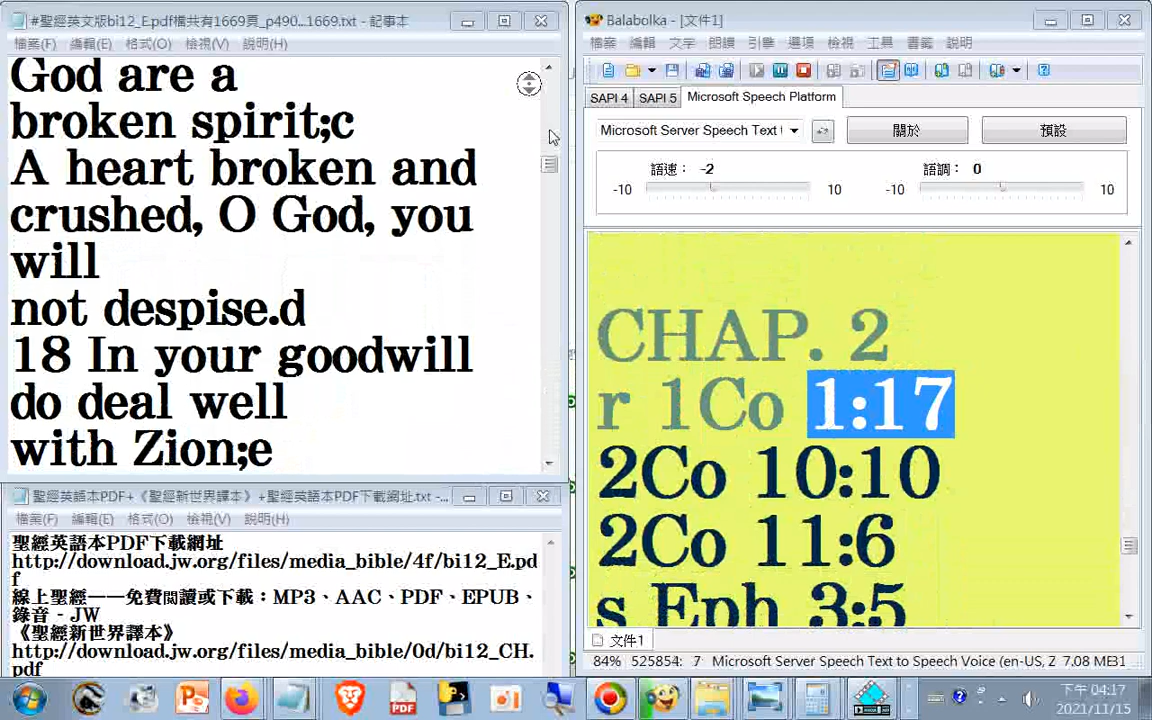 #聖經英文版bi12_E.pdf檔共有1669頁_p490...1669.txt - 記事本
檔案(F) 編輯(E) 格式(O) 檢視(V) 說明(H)
God are a
broken spirit;c
A heart broken and
crushed, O God, you
will
not despise.d
18 In your goodwill
do deal well
with Zion;e
聖經英語本PDF+《聖經新世界譯本》+聖經英語本PDF下載網址.txt -...
檔案(F) 編輯(E) 格式(O) 檢視(V) 說明(H)
聖經英語本PDF下載網址
http://download.jw.org/files/media_bible/4f/bi12_E.pd
f
線上聖經——免費閱讀或下載：MP3、AAC、PDF、EPUB、
錄音 - JW
《聖經新世界譯本》
http://download.jw.org/files/media_bible/0d/bi12_CH.
pdf
Balabolka - [文件1]
檔案 編輯 文字 朗讀 引擎 選項 檢視 工具 書籤 說明
SAPI 4 SAPI 5 Microsoft Speech Platform
Microsoft Server Speech Text 關於 預設
語速： -2 語調： 0
-10 10 -10 10
CHAP. 2
r 1Co 1:17
2Co 10:10
2Co 11:6
s Eph 3:5
文件1
84% 525854: 7 Microsoft Server Speech Text to Speech Voice (en-US, Z 7.08 MB
下午 04:17
2021/11/15